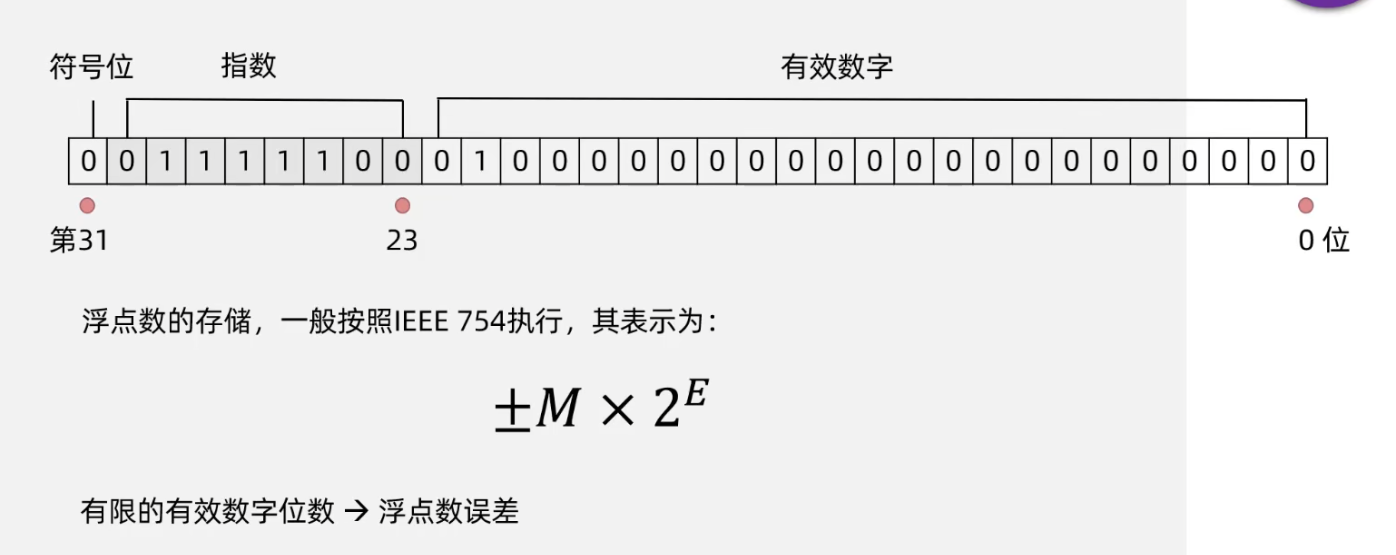 符号位 指数 有效数字
0 0 1 1 1 1 1 0 0 0 1 0 0 0 0 0 0 0 0 0 0 0 0 0 0 0 0 0 0 0 0 0
第31 23 0 位
浮点数的存储，一般按照IEEE 754执行，其表示为：
±M × 2^E
有限的有效数字位数 → 浮点数误差